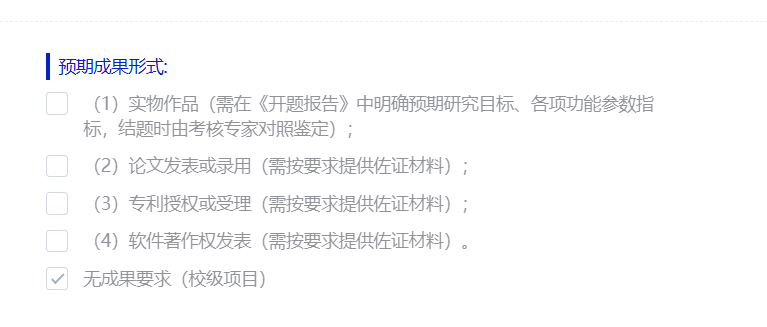 预期成果形式:
（1）实物作品（需在《开题报告》中明确预期研究目标、各项功能参数指
标，结题时由考核专家对照鉴定）；
（2）论文发表或录用（需按要求提供佐证材料）；
（3）专利授权或受理（需按要求提供佐证材料）；
（4）软件著作权发表（需按要求提供佐证材料）。
无成果要求（校级项目）